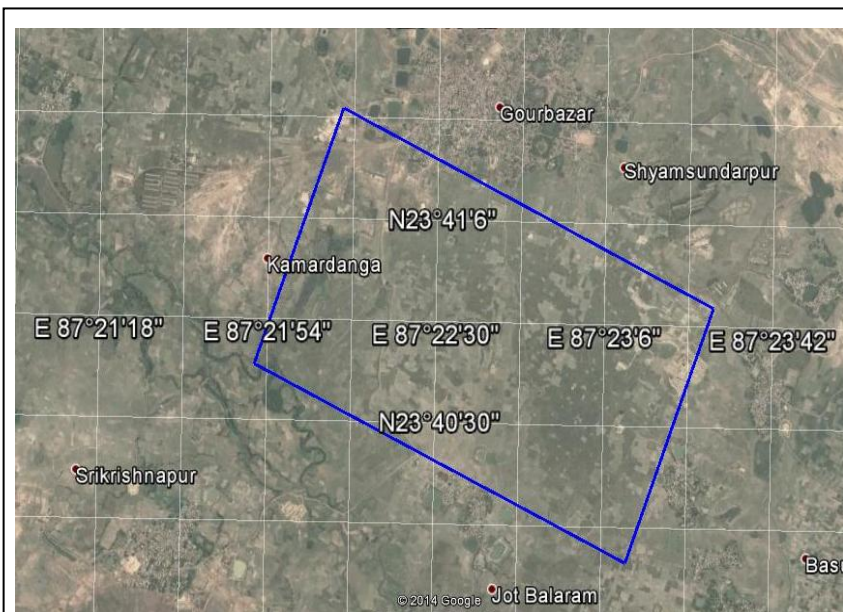 Gourbazar
Shyamsundarpur
N23°41'6"
Kamardanga
E 87°21'18" E 87°21'54" E 87°22'30" E 87°23'6" E 87°23'42"
N23°40'30"
Srikrishnapur
Basu
© 2014 Google
Jot Balaram